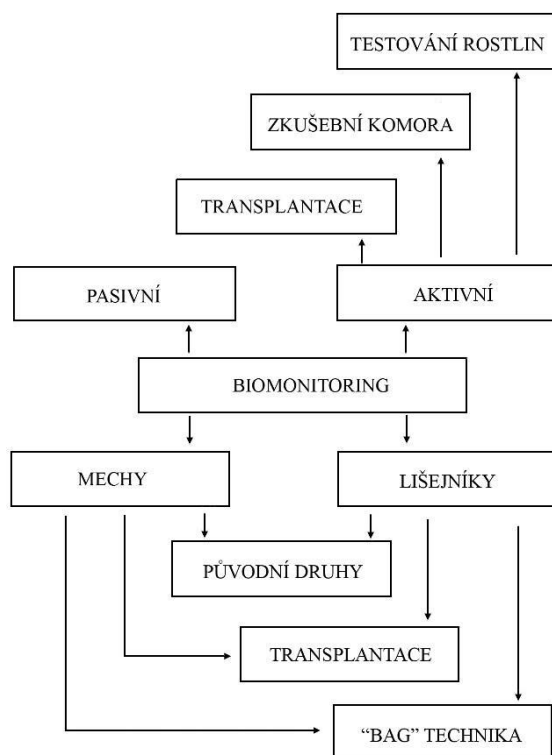 TESTOVÁNÍ ROSTLIN
ZKUŠEBNÍ KOMORA
TRANSPLANTACE
PASIVNÍ
AKTIVNÍ
BIOMONITORING
MECHY
LIŠEJNÍKY
PŮVODNÍ DRUHY
TRANSPLANTACE
“BAG” TECHNIKA